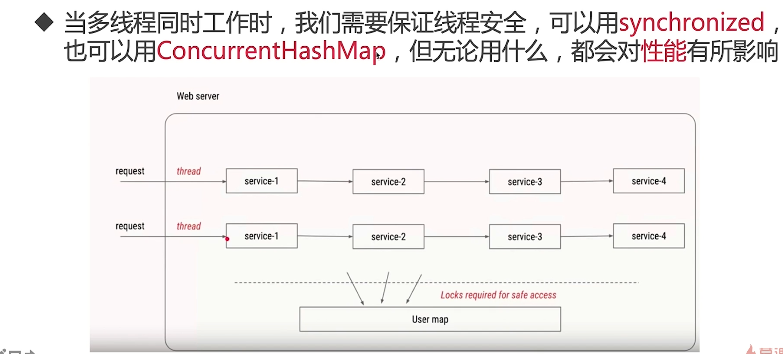 ◆ 当多线程同时工作时，我们需要保证线程安全，可以用synchronized，
也可以用ConcurrentHashMap，但无论用什么，都会对性能有所影响
Web server
request thread service-1 service-2 service-3 service-4
request thread service-1 service-2 service-3 service-4
Locks required for safe access
User map